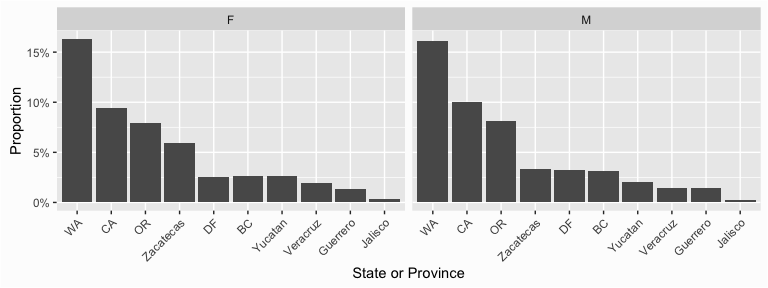 F M
Proportion
15%
10%
5%
0%
WA CA OR Zacatecas DF BC Yucatan Veracruz Guerrero Jalisco WA CA OR Zacatecas DF BC Yucatan Veracruz Guerrero Jalisco
State or Province